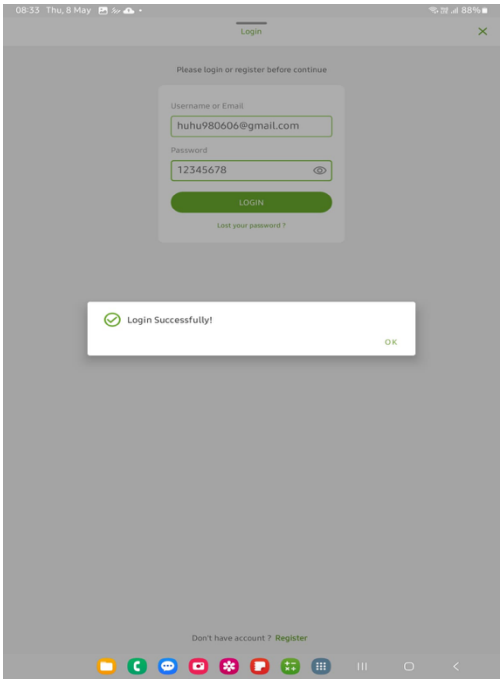 08:33 Thu, 8 May
88%
Login
Please login or register before continue
Username or Email
huhu980606@gmail.com
Password
12345678
LOGIN
Lost your password ?
Login Successfully!
OK
Don't have account ? Register